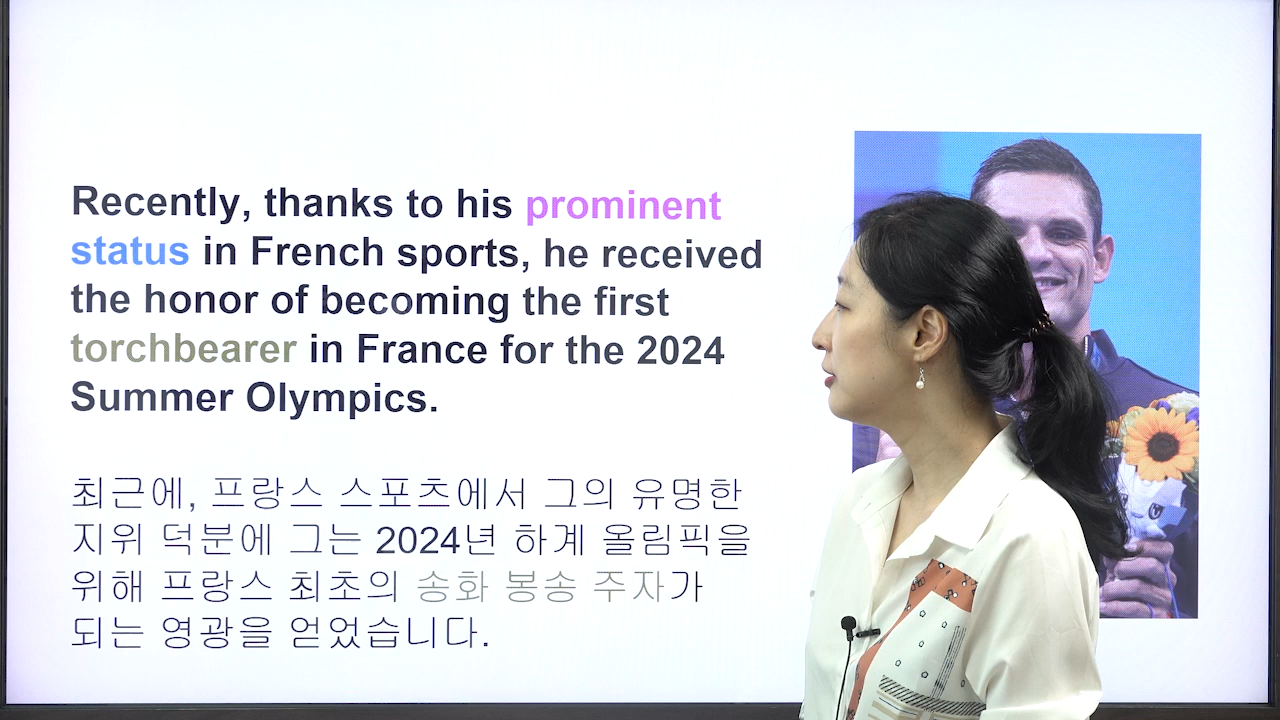 Recently, thanks to his prominent
status in French sports, he received
the honor of becoming the first
torchbearer in France for the 2024
Summer Olympics.
최근에, 프랑스 스포츠에서 그의 유명한
지위 덕분에 그는 2024년 하계 올림픽을
위해 프랑스 최초의 송화 봉송 주자가
되는 영광을 얻었습니다.